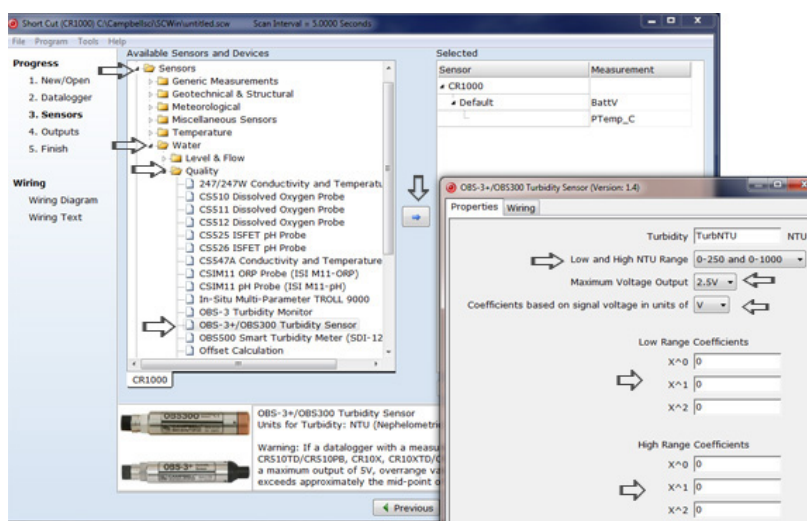 Short Cut (CR1000) C:\Campbellsci\SCWin\untitled.scw Scan Interval = 5.0000 Seconds
File Program Tools Help
Progress
1. New/Open
2. Datalogger
3. Sensors
4. Outputs
5. Finish
Wiring
Wiring Diagram
Wiring Text
Available Sensors and Devices
Sensors
Generic Measurements
Geotechnical & Structural
Meteorological
Miscellaneous Sensors
Temperature
Water
Level & Flow
Quality
247/247W Conductivity and Temperatu
CS510 Dissolved Oxygen Probe
CS511 Dissolved Oxygen Probe
CS512 Dissolved Oxygen Probe
CS525 ISFET pH Probe
CS526 ISFET pH Probe
CS547A Conductivity and Temperature
CSIM11 ORP Probe (ISI M11-ORP)
CSIM11 pH Probe (ISI M11-pH)
In-Situ Multi-Parameter TROLL 9000
OBS-3 Turbidity Monitor
OBS-3+/OBS300 Turbidity Sensor
OBS500 Smart Turbidity Meter (SDI-12
Offset Calculation
CR1000
Selected
Sensor Measurement
CR1000
Default BattV
PTemp_C
OBS-3+/OBS300 Turbidity Sensor (Version: 1.4)
Properties Wiring
Turbidity TurbNTU NTU
Low and High NTU Range 0-250 and 0-1000
Maximum Voltage Output 2.5V
Coefficients based on signal voltage in units of V
Low Range Coefficients
X^0 0
X^1 0
X^2 0
High Range Coefficients
X^0 0
X^1 0
X^2 0
OBS300
OBS-3+
OBS-3+/OBS300 Turbidity Sensor
Units for Turbidity: NTU (Nephelometri
Warning: If a datalogger with a measu
CR510TD/CR510PB, CR10X, CR10XTD/C
a maximum output of 5V, overrange va
exceeds approximately the mid-point o
Previous